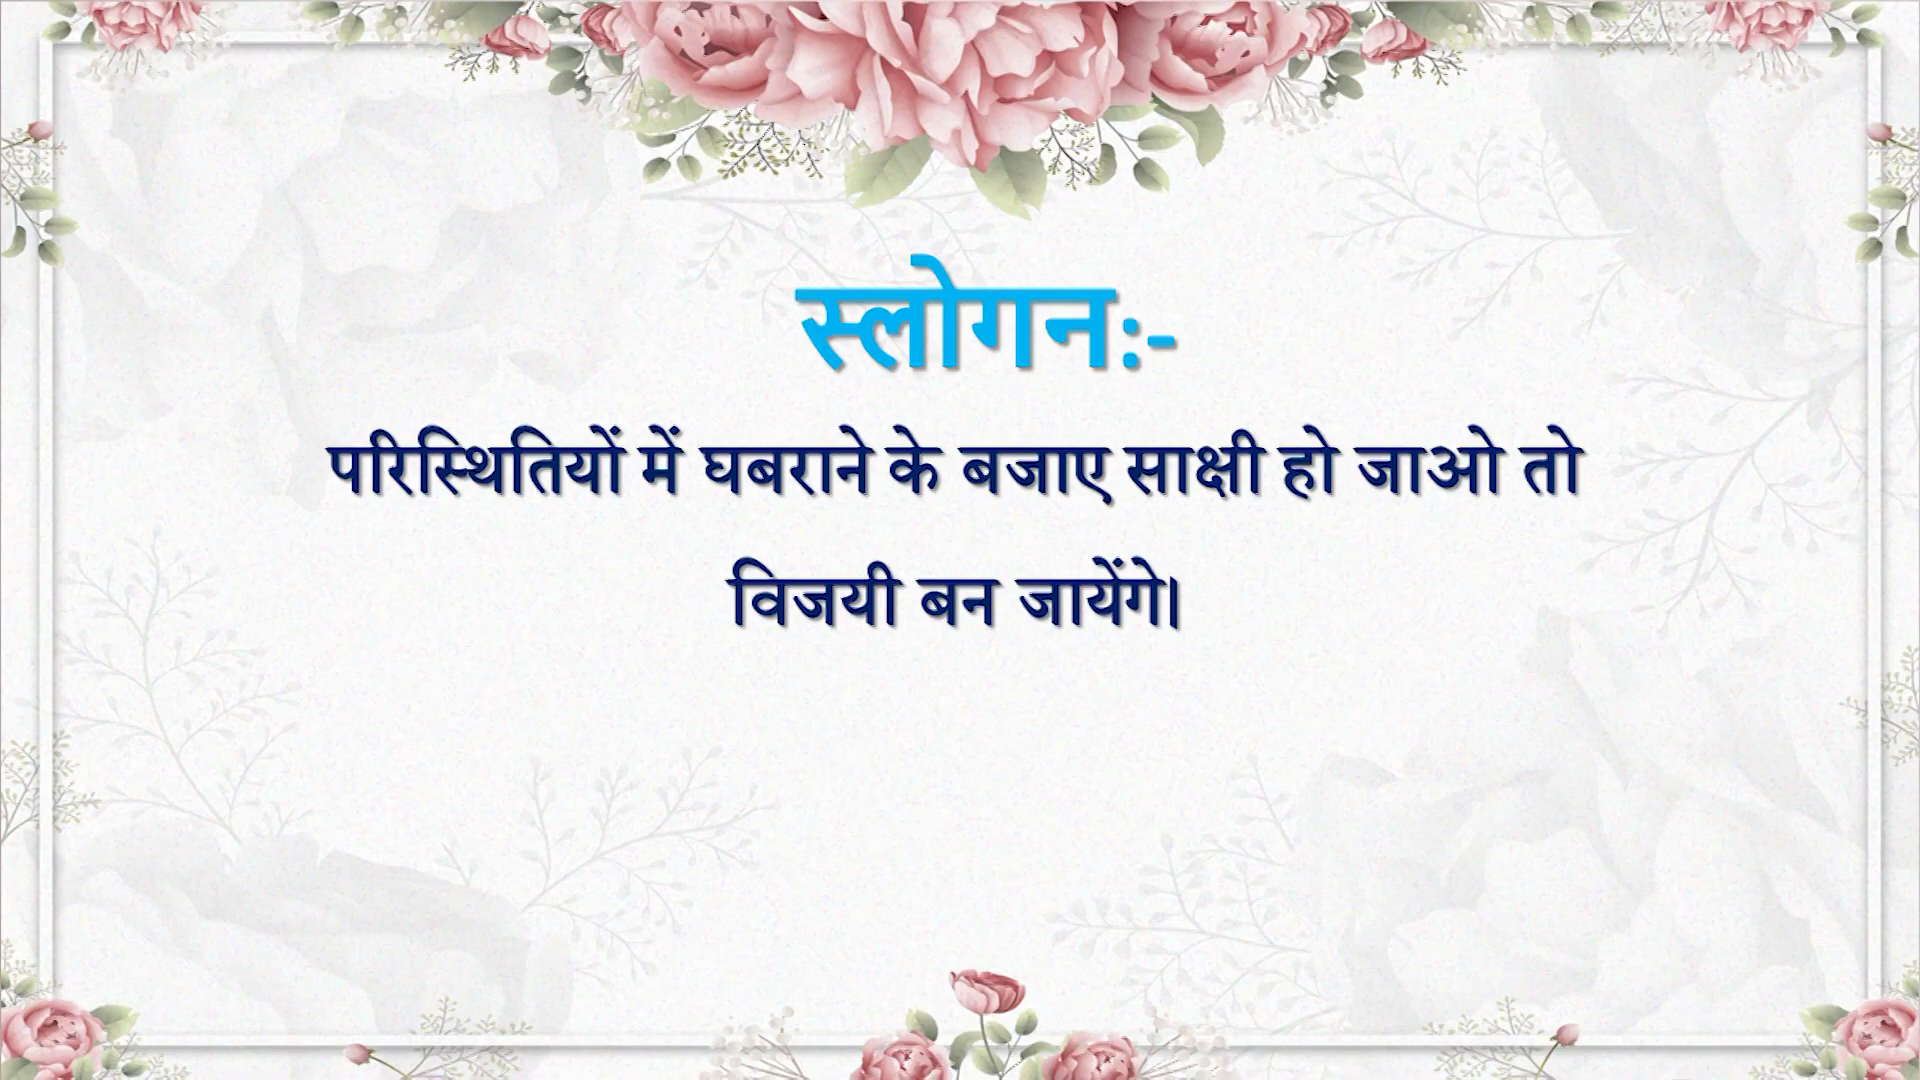 स्लोगन:-
परिस्थितियों में घबराने के बजाए साक्षी हो जाओ तो
विजयी बन जायेंगे।